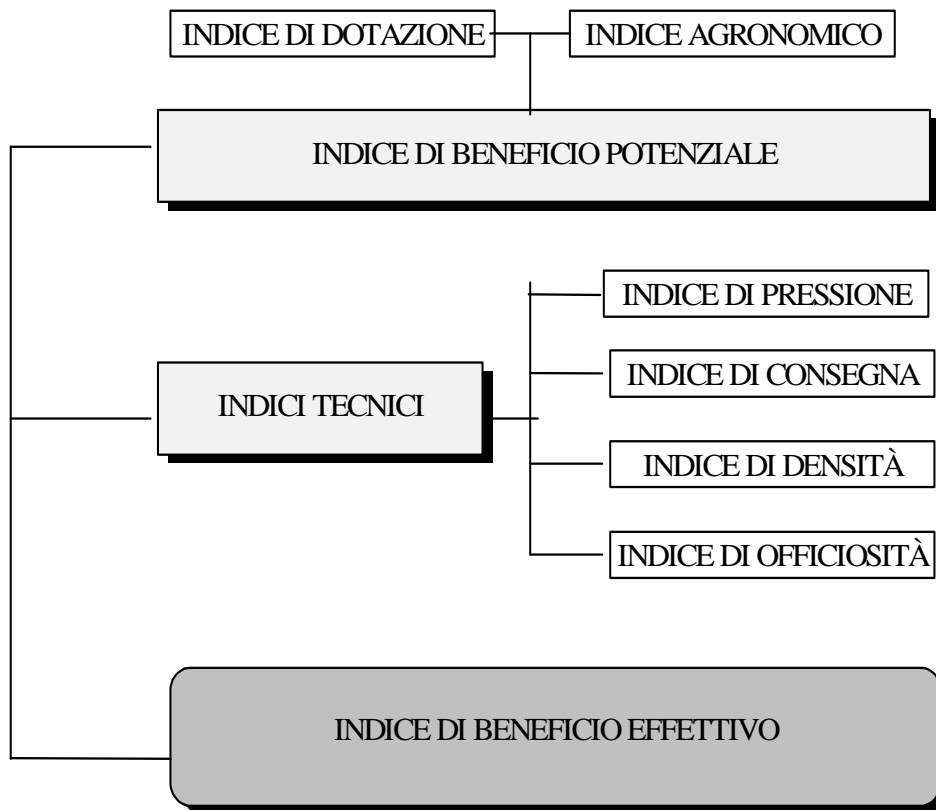 INDICE DI DOTAZIONE
INDICE AGRONOMICO
INDICE DI BENEFICIO POTENZIALE
INDICE DI PRESSIONE
INDICE DI CONSEGNA
INDICI TECNICI
INDICE DI DENSITÀ
INDICE DI OFFICIOSITÀ
INDICE DI BENEFICIO EFFETTIVO